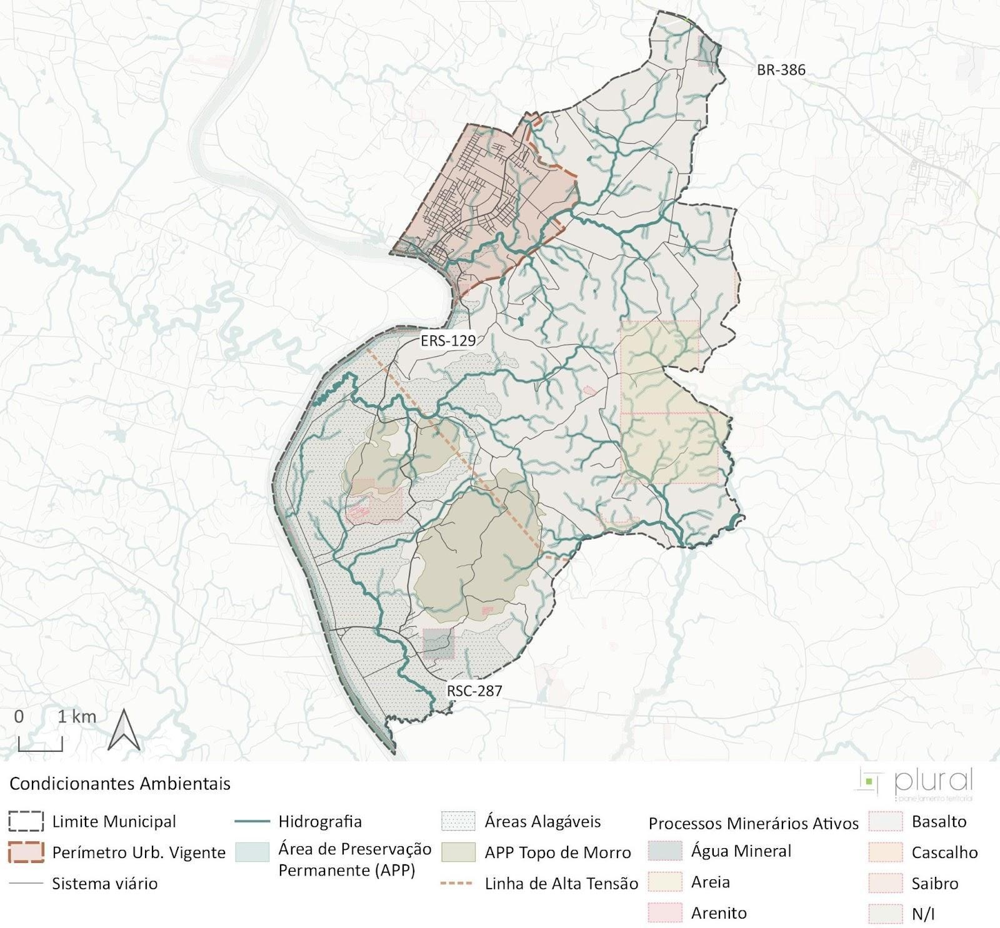 BR-386
ERS-129
RSC-287
0 1 km
Condicionantes Ambientais
plural
planejamento territorial
Limite Municipal
Perímetro Urb. Vigente
Sistema viário
Hidrografia
Área de Preservação
Permanente (APP)
Áreas Alagáveis
APP Topo de Morro
Linha de Alta Tensão
Processos Minerários Ativos
Água Mineral
Areia
Arenito
Basalto
Cascalho
Saibro
N/I